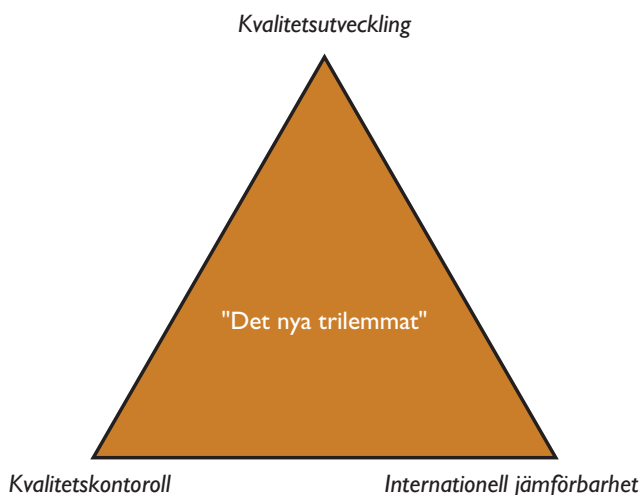 Kvalitetsutveckling
"Det nya trilemmat"
Kvalitetskontoroll
Internationell jämförbarhet